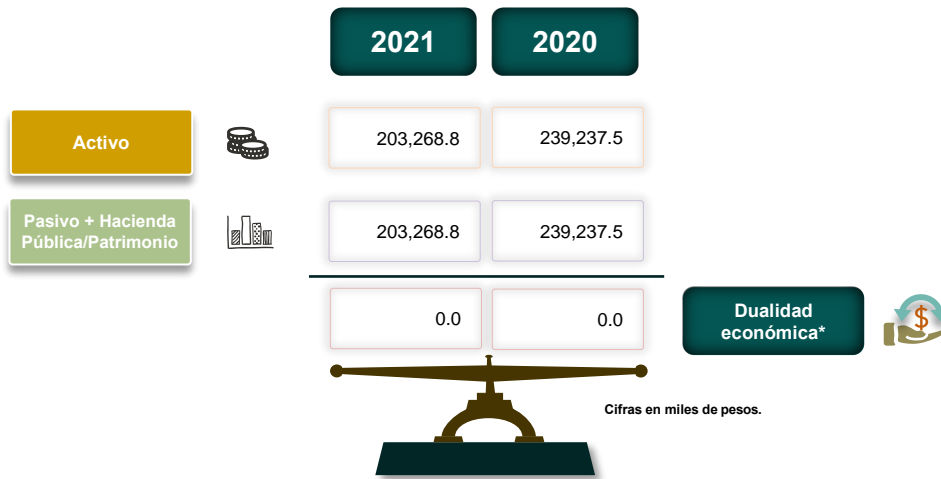 2021 2020
Activo 203,268.8 239,237.5
Pasivo + Hacienda
Pública/Patrimonio 203,268.8 239,237.5
0.0 0.0
Dualidad
económica*
$
Cifras en miles de pesos.